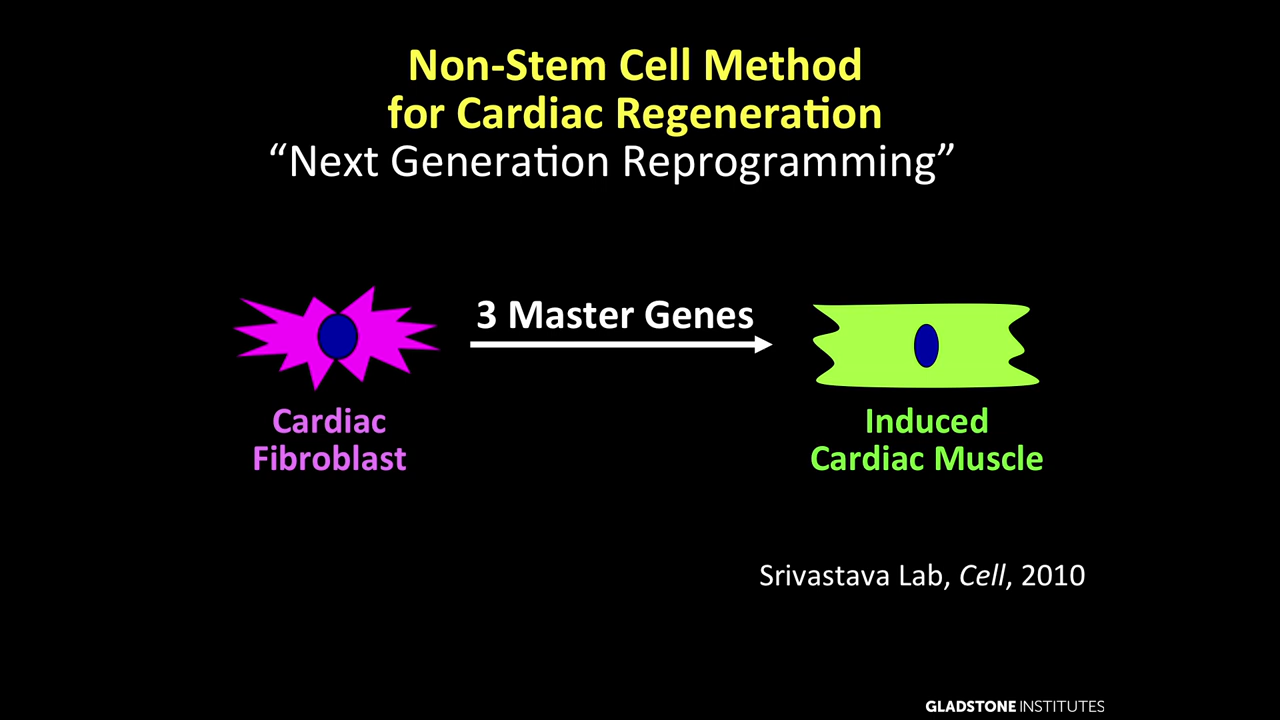 Non-Stem Cell Method
for Cardiac Regeneration
“Next Generation Reprogramming”
3 Master Genes
Cardiac
Fibroblast
Induced
Cardiac Muscle
Srivastava Lab, Cell, 2010
GLADSTONE INSTITUTES